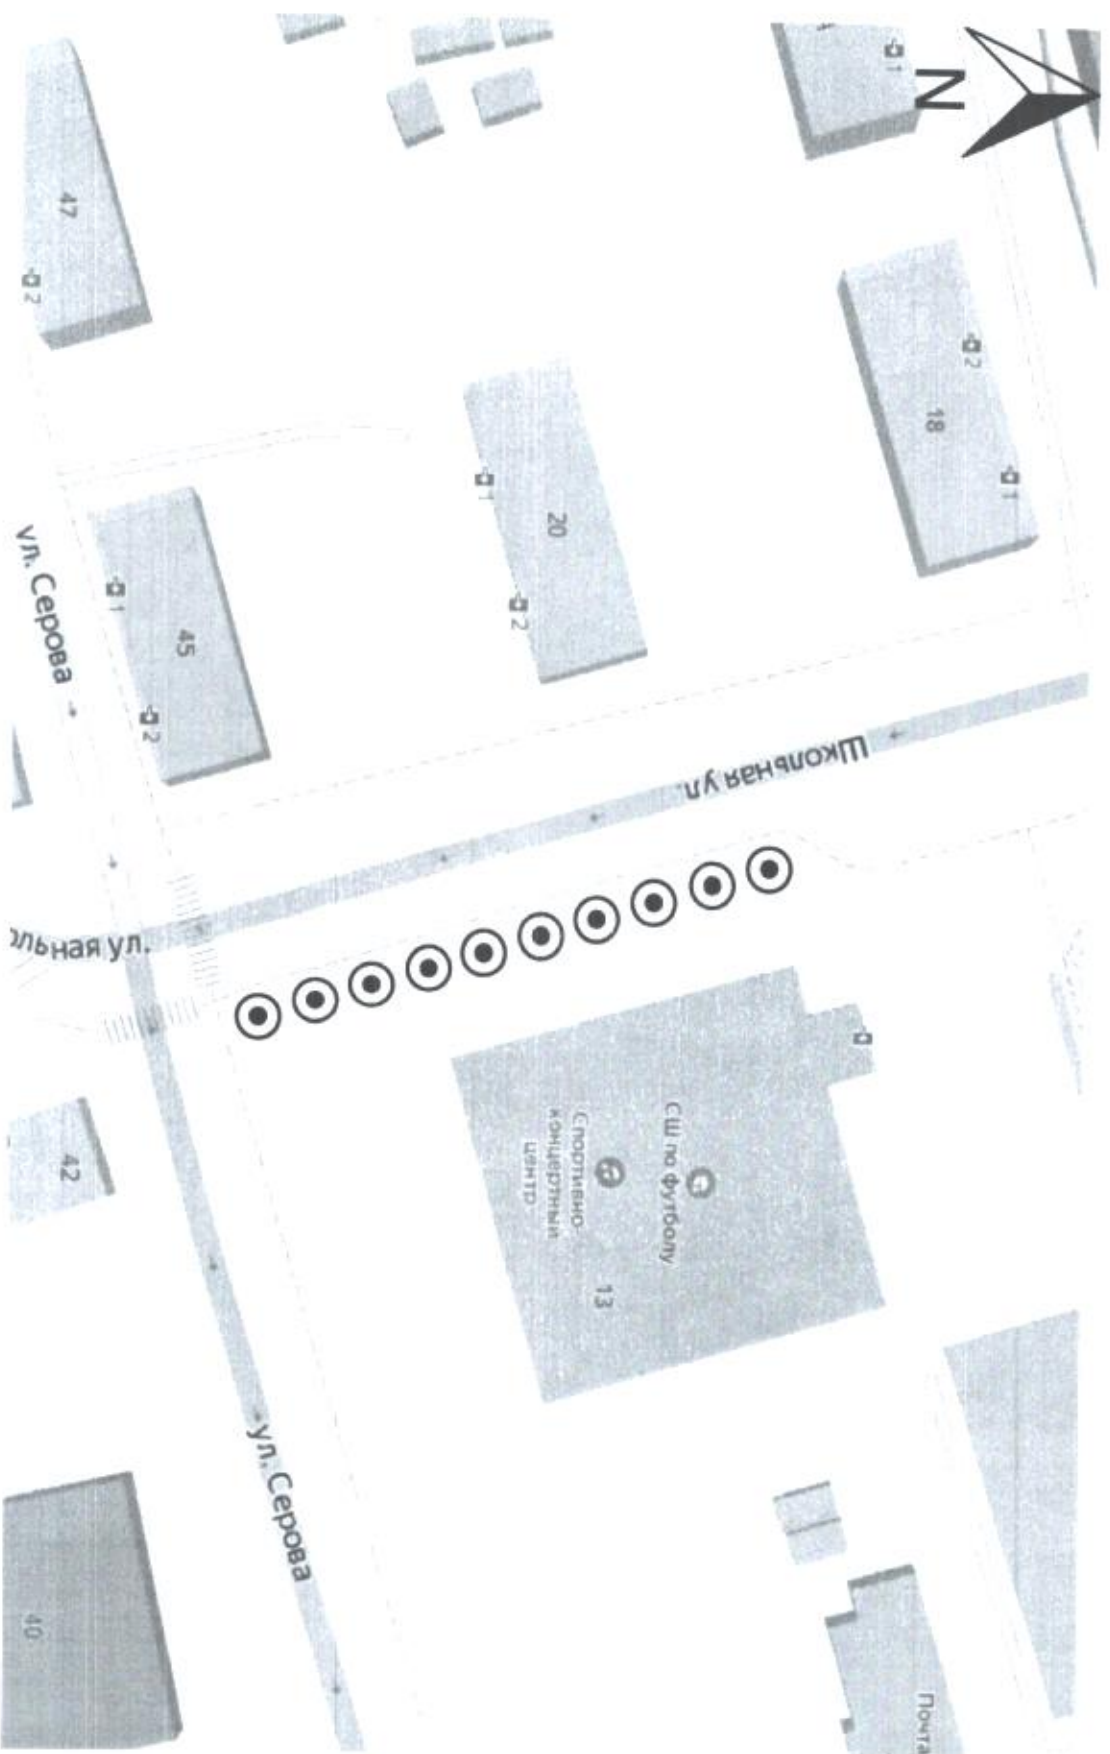 1
N
47
2
2
18
1
1
20
2
ул. Серова
1
45
2
Школьная ул.
ольная ул.
42
СШ по футболу
Спортивно-
концертный
центр
13
ул. Серова
40
Почта